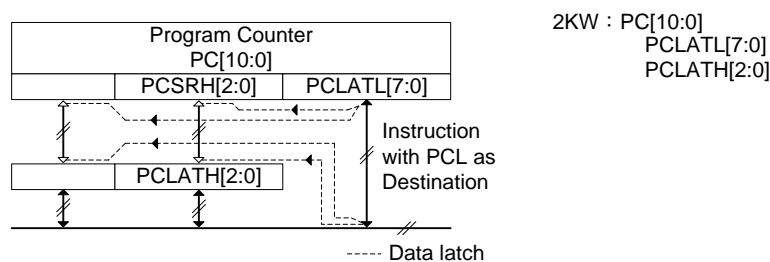 Program Counter
PC[10:0]
PCSRH[2:0]
PCLATL[7:0]
Instruction
with PCL as
Destination
PCLATH[2:0]
Data latch
2KW：PC[10:0]
PCLATL[7:0]
PCLATH[2:0]